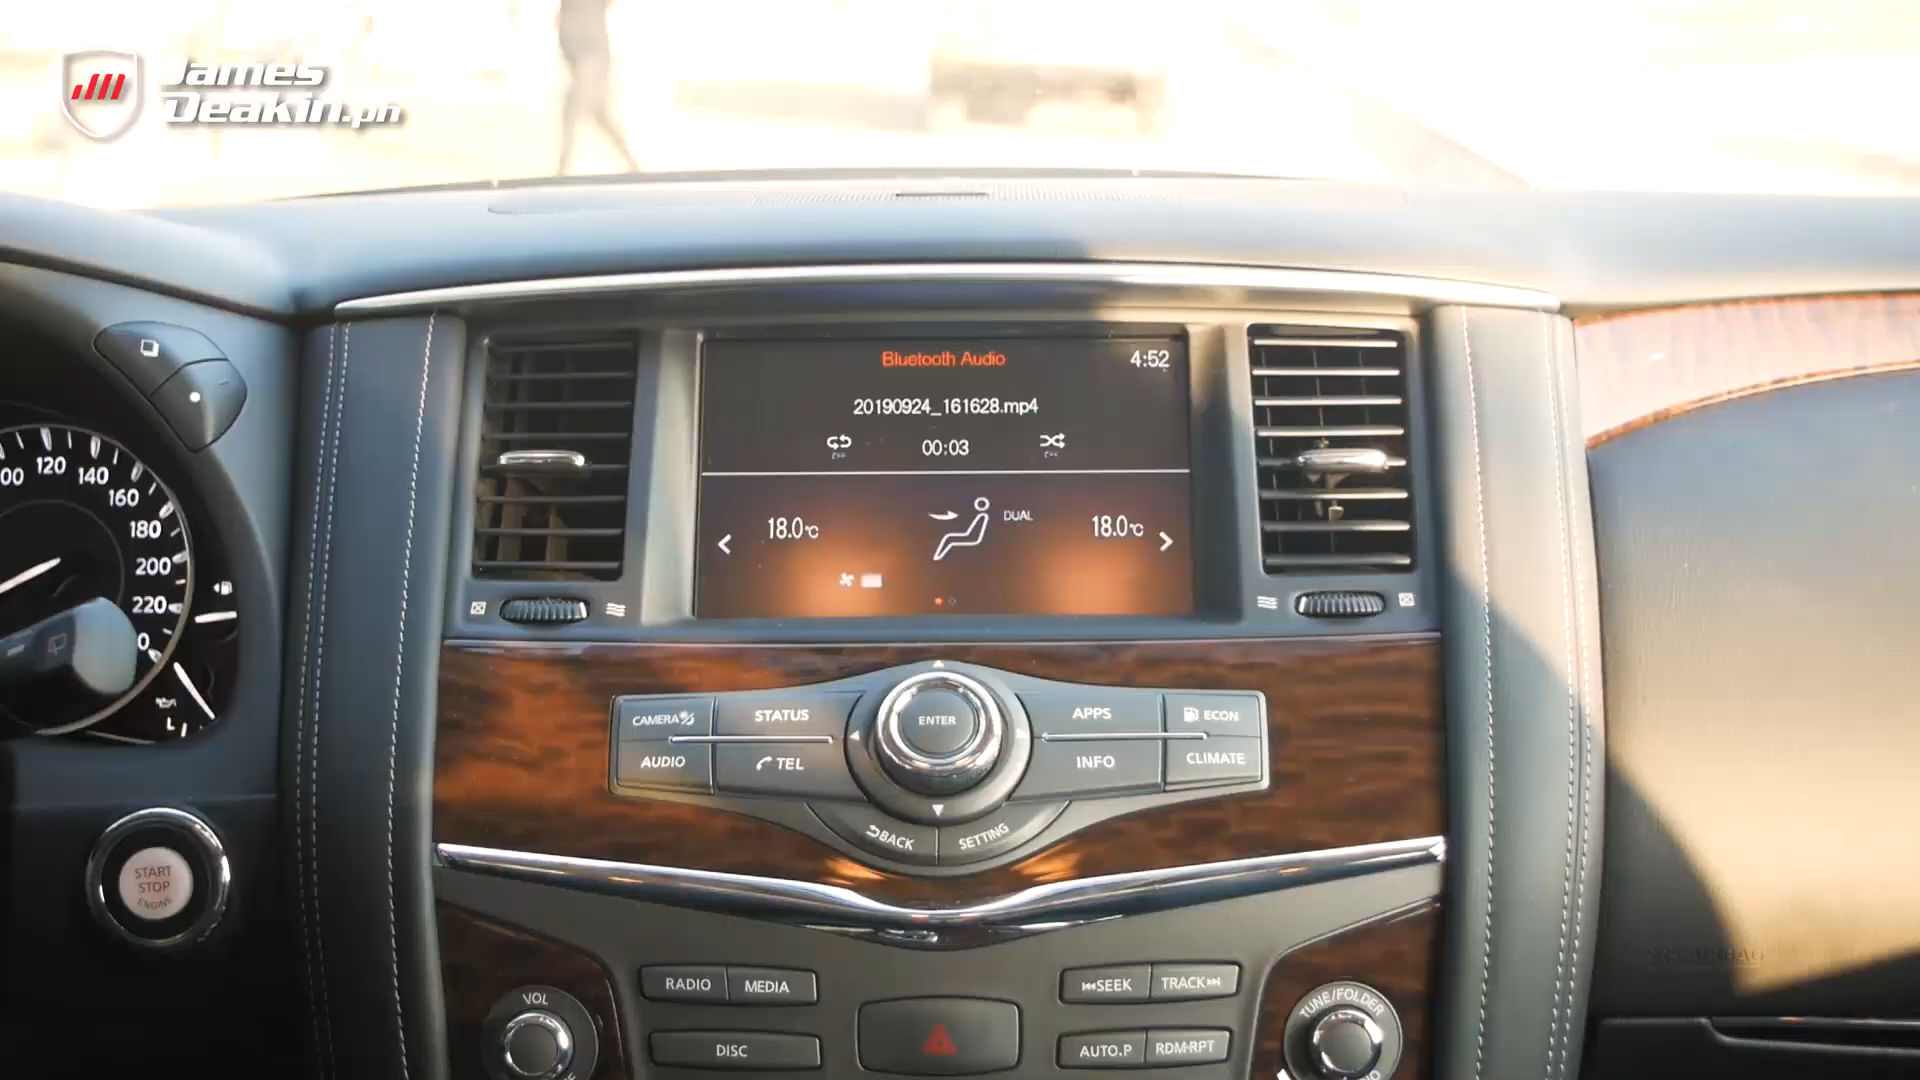 James
Deakin.ph
Bluetooth Audio
4:52
20190924_161628.mp4
00:03
18.0°C
DUAL
18.0°C
120
140
160
180
200
220
CAMERA
STATUS
ENTER
APPS
ECON
AUDIO
TEL
INFO
CLIMATE
BACK
SETTING
START
STOP
ENGINE
L
RADIO
MEDIA
SEEK
TRACK
VOL
TUNE/FOLDER
DISC
AUTO.P
RDM·RPT